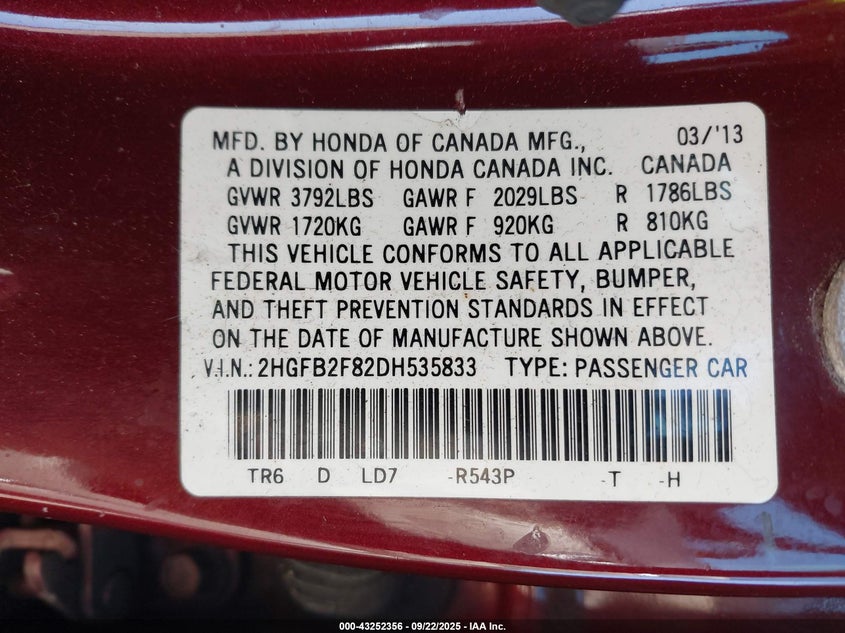 MFD. BY HONDA OF CANADA MFG., 03/'13
A DIVISION OF HONDA CANADA INC. CANADA
GVWR 3792LBS GAWR F 2029LBS R 1786LBS
GVWR 1720KG GAWR F 920KG R 810KG
THIS VEHICLE CONFORMS TO ALL APPLICABLE
FEDERAL MOTOR VEHICLE SAFETY, BUMPER,
AND THEFT PREVENTION STANDARDS IN EFFECT
ON THE DATE OF MANUFACTURE SHOWN ABOVE.
V.I.N.: 2HGFB2F82DH535833 TYPE: PASSENGER CAR
TR6 D LD7 -R543P -T -H
000-43252356 - 09/22/2025 - IAA Inc.